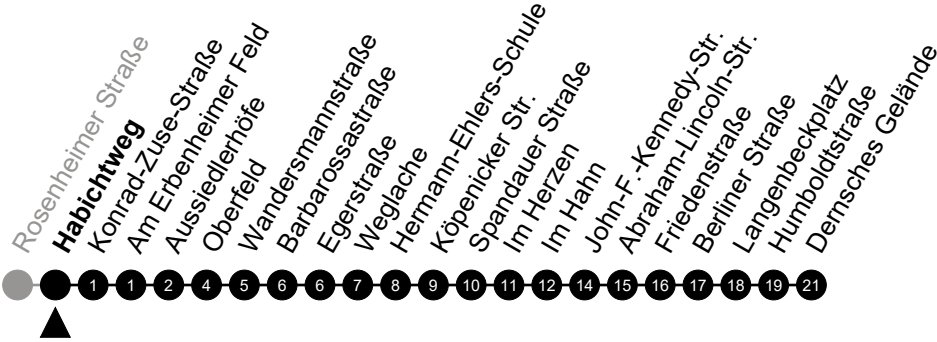 Rosenheimer Straße
Habichtweg
Konrad-Zuse-Straße
Am Erbenheimer Feld
Aussiedlerhöfe
Oberfeld
Wandersmannstraße
Barbarossastraße
Egerstraße
Weglache
Hermann-Ehlers-Schule
Köpenicker Str.
Spandauer Straße
Im Herzen
Im Hahn
John-F.-Kennedy-Str.
Abraham-Lincoln-Str.
Friedenstraße
Berliner Straße
Langenbeckplatz
Humboldtstraße
Dernsches Gelände
1 1 2 4 5 6 6 7 8 9 10 11 12 14 15 16 17 18 19 21